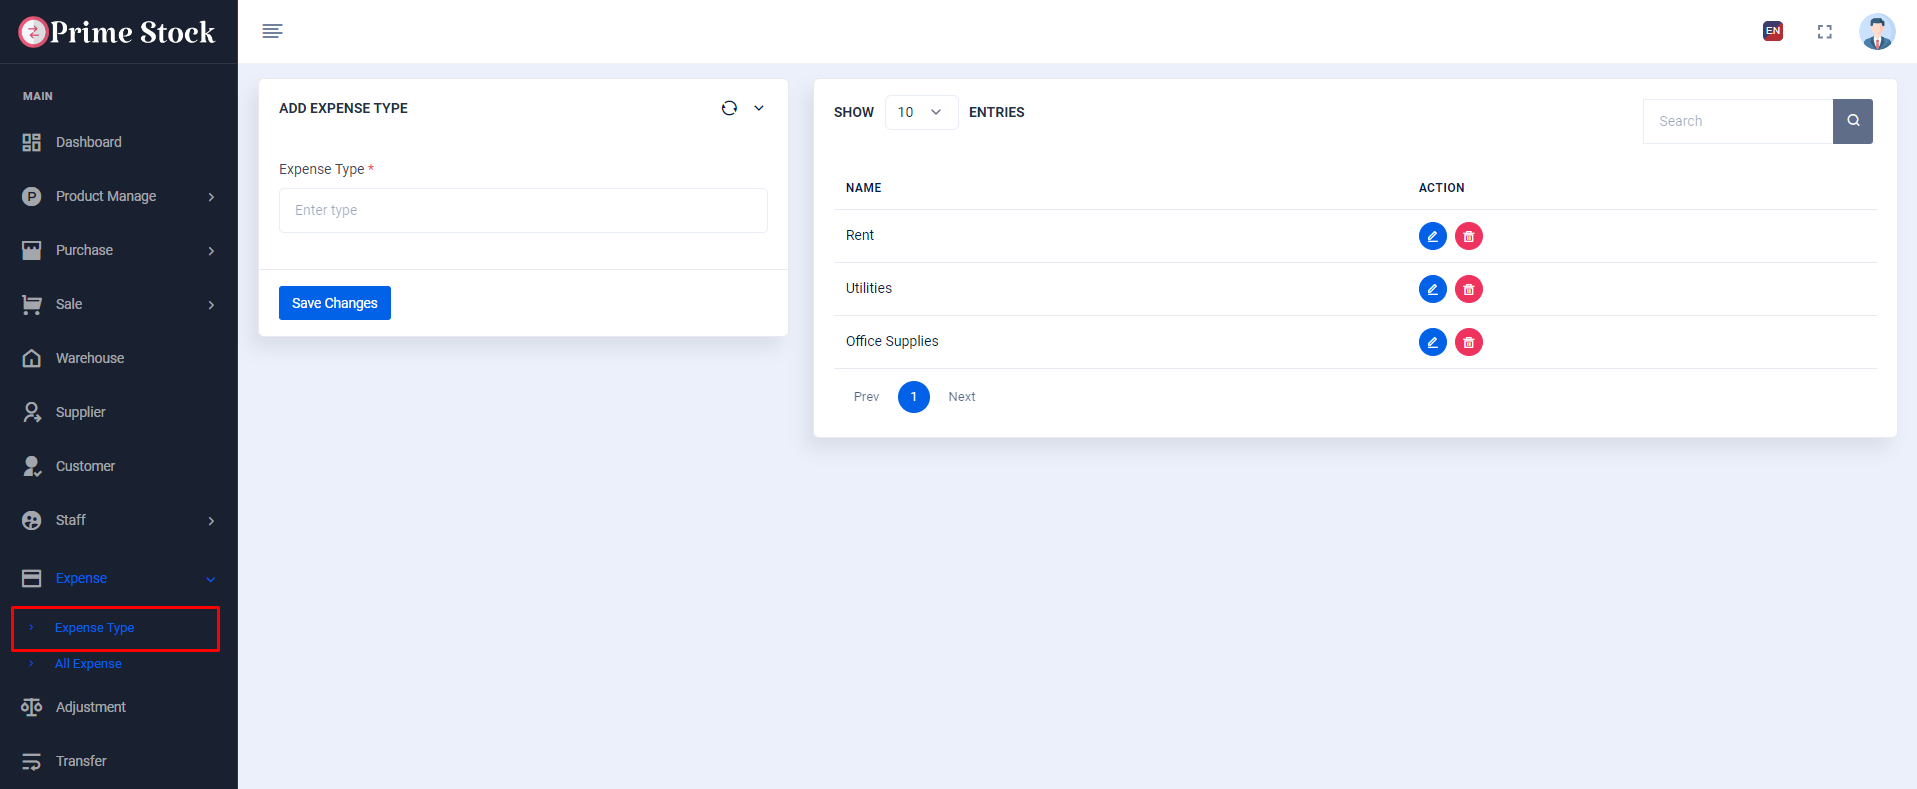 Prime Stock
MAIN
Dashboard
P
Product Manage
Purchase
Sale
Warehouse
Supplier
Customer
Staff
Expense
Expense Type
All Expense
Adjustment
Transfer
EN
ADD EXPENSE TYPE
Expense Type *
Enter type
Save Changes
SHOW 10 ENTRIES
Search
NAME ACTION
Rent
Utilities
Office Supplies
Prev 1 Next